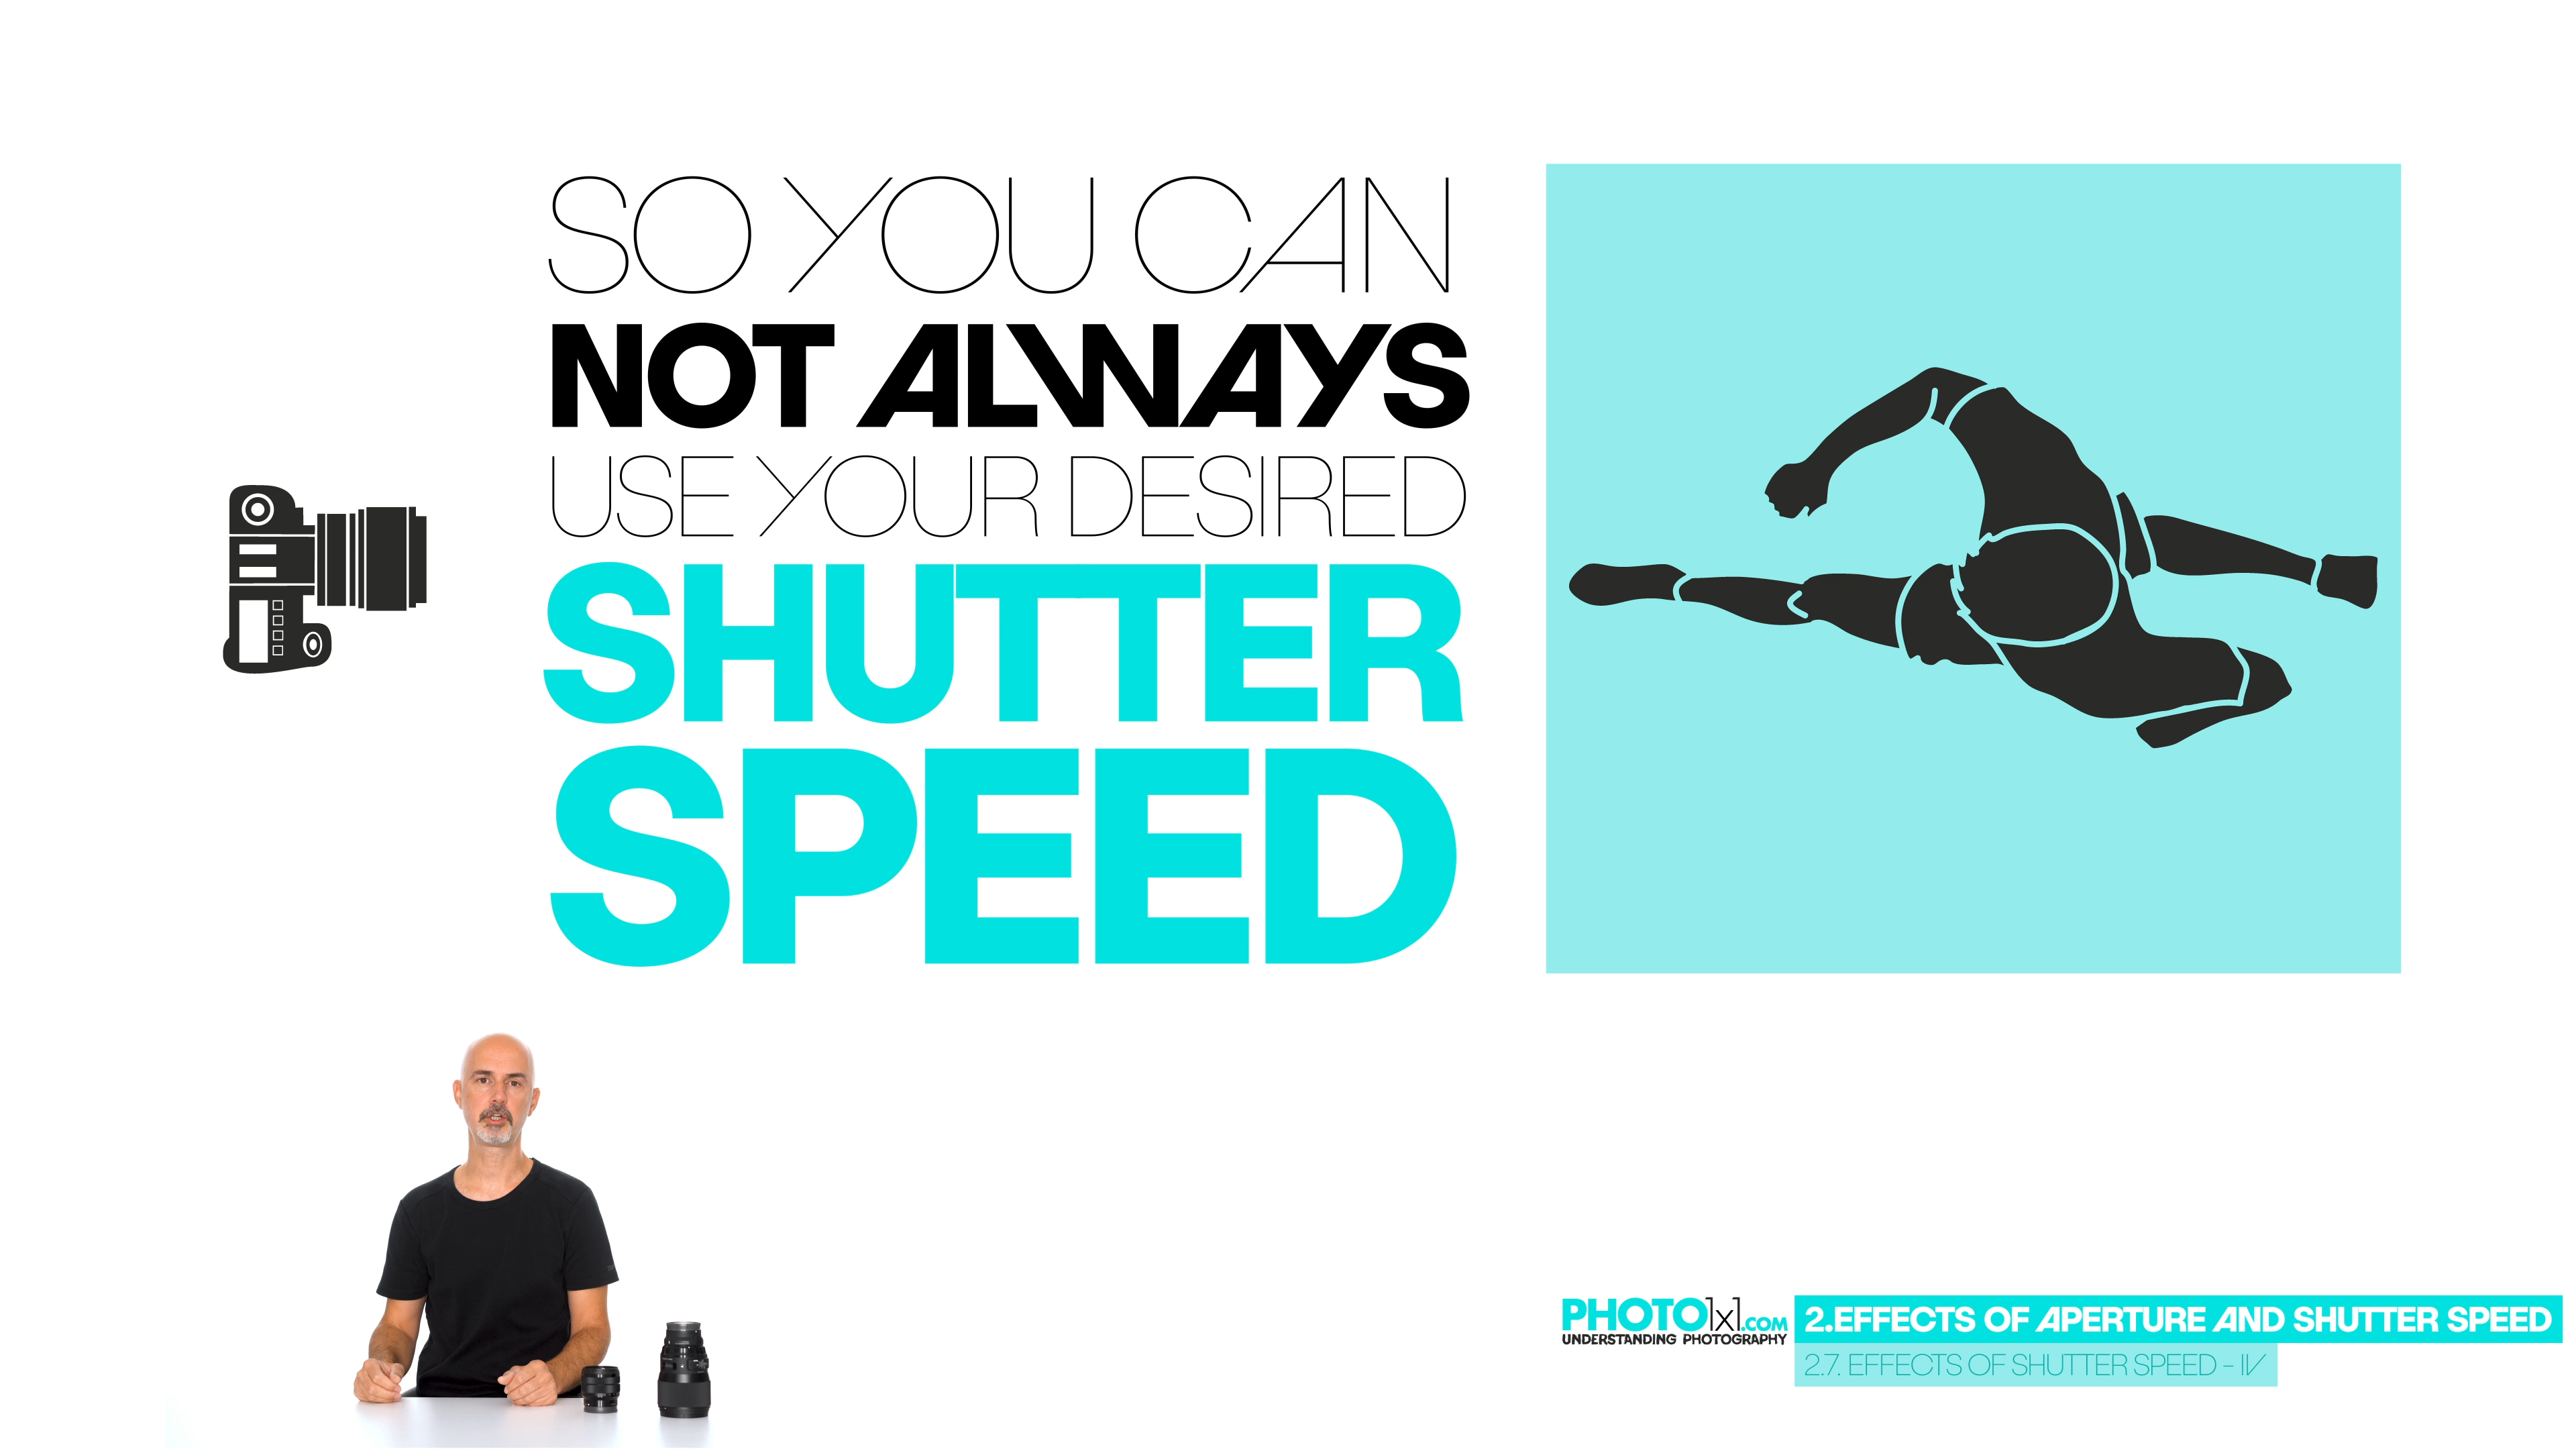 SO YOU CAN
NOT ALWAYS
USE YOUR DESIRED
SHUTTER
SPEED
PHOTO1x1.COM
UNDERSTANDING PHOTOGRAPHY
2.EFFECTS OF APERTURE AND SHUTTER SPEED
2.7. EFFECTS OF SHUTTER SPEED - IV